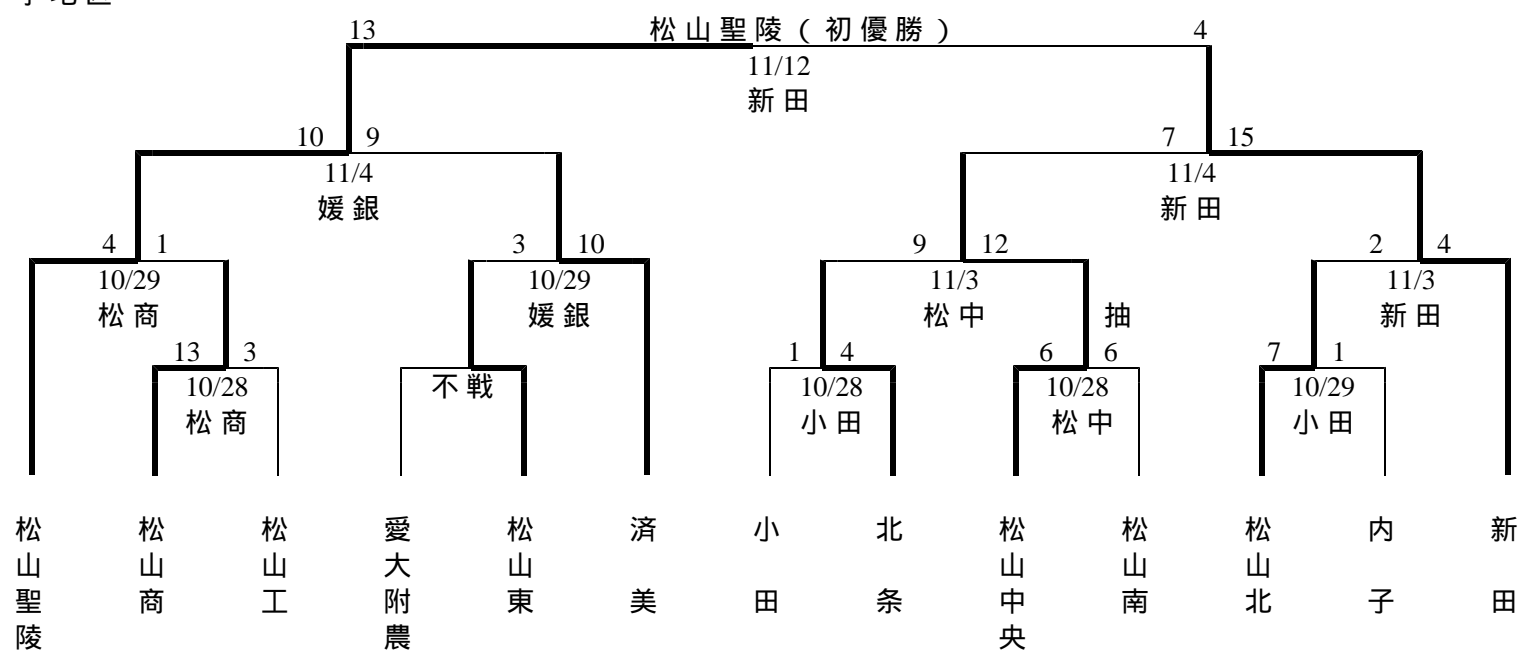 13 松山聖陵(初優勝) 4
11/12
新田
10 9 7 15
11/4 11/4
媛銀 新田
4 1 3 10 9 12 2 4
10/29 10/29 11/3 11/3
松商 媛銀 松中 抽 新田
13 3 1 4 6 6 7 1
10/28 不戦 10/28 10/28 10/29
松商 小田 松中 小田
松山聖陵
松山商
松山工
愛大附農
松山東
済美
小田
北条
松山中央
松山南
松山北
内子
新田